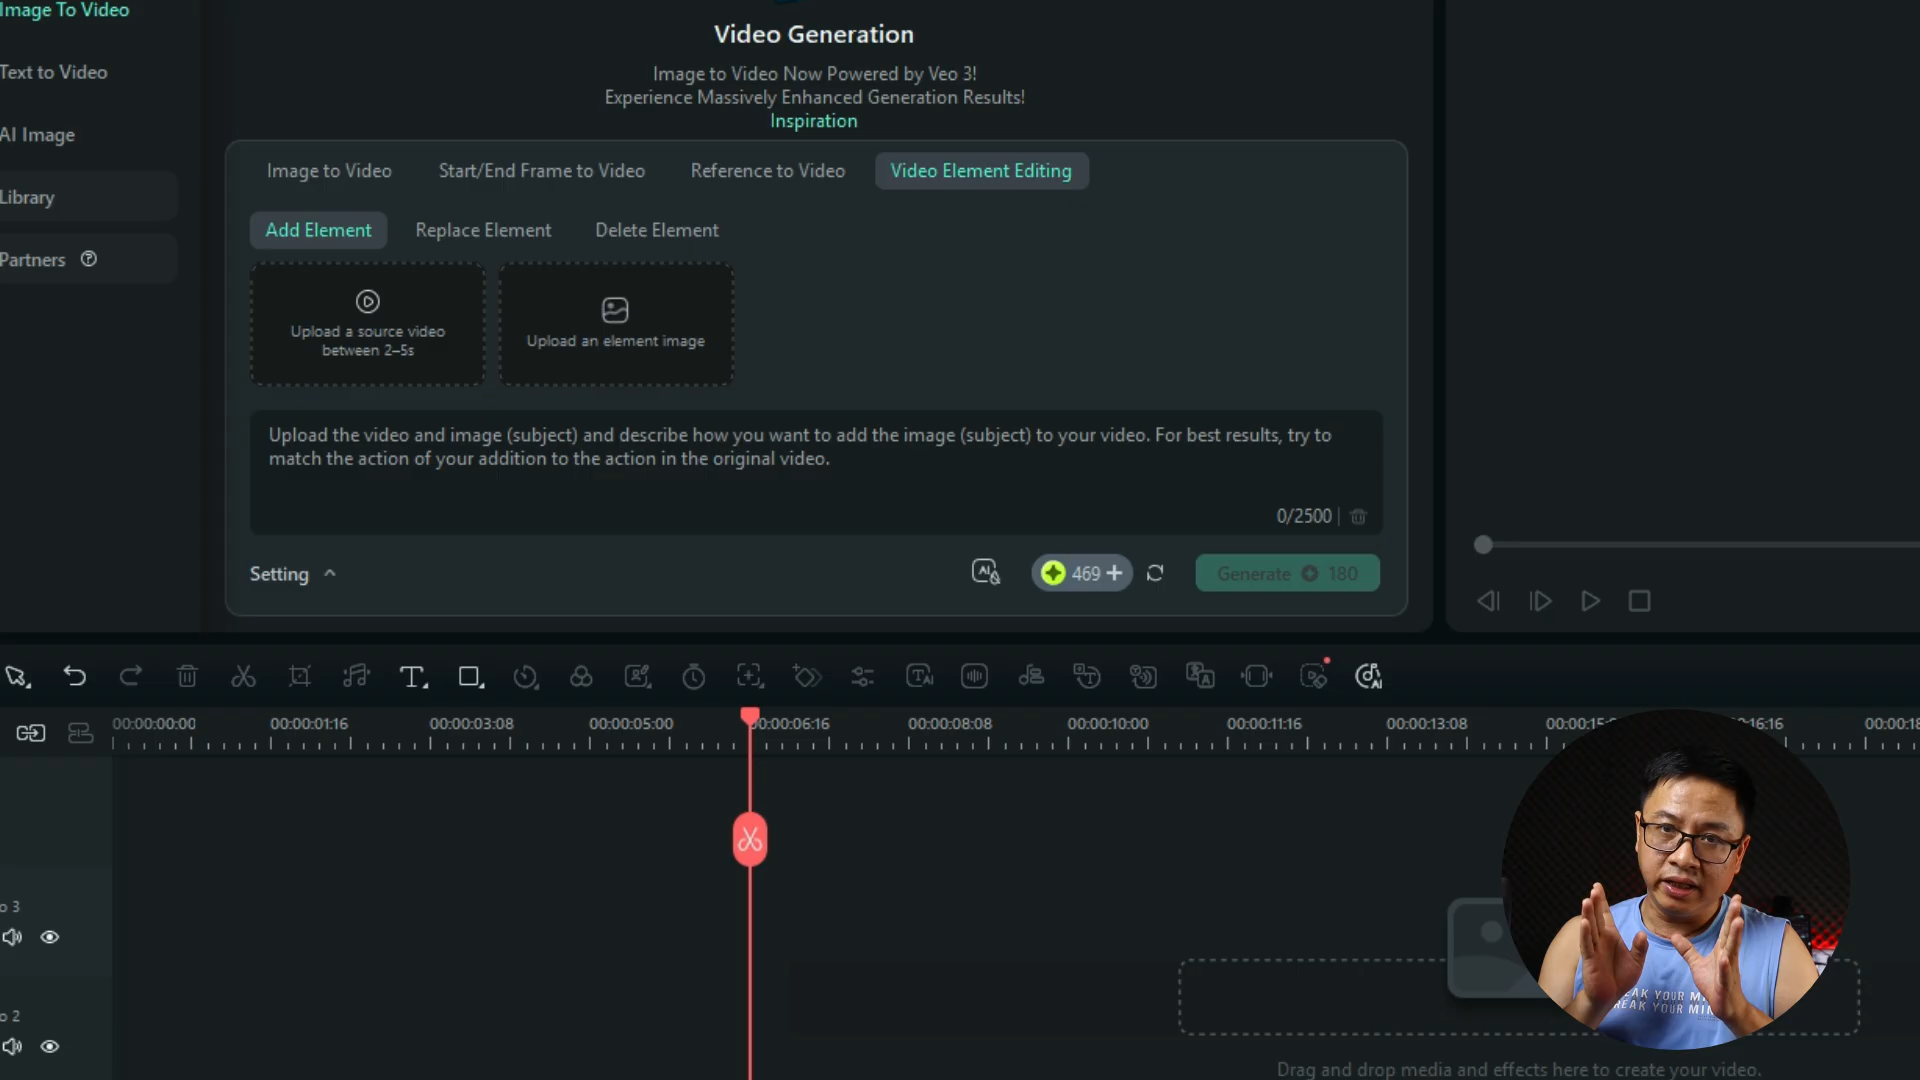 Image To Video
Text to Video
AI Image
Library
Partners
Video Generation
Image to Video Now Powered by Veo 3!
Experience Massively Enhanced Generation Results!
Inspiration
Image to Video
Start/End Frame to Video
Reference to Video
Video Element Editing
Add Element
Replace Element
Delete Element
Upload a source video
between 2–5s
Upload an element image
Upload the video and image (subject) and describe how you want to add the image (subject) to your video. For best results, try to
match the action of your addition to the action in the original video.
0/2500
Setting
AI
469
Generate 180
00:00:00:00
00:00:01:16
00:00:03:08
00:00:05:00
00:00:06:16
00:00:08:08
00:00:10:00
00:00:11:16
00:00:13:08
00:00:15:
16:16
00:00:18
o 3
o 2
EAK YOUR MI
REAK YOUR MIN
Drag and drop media and effects here to create your video.